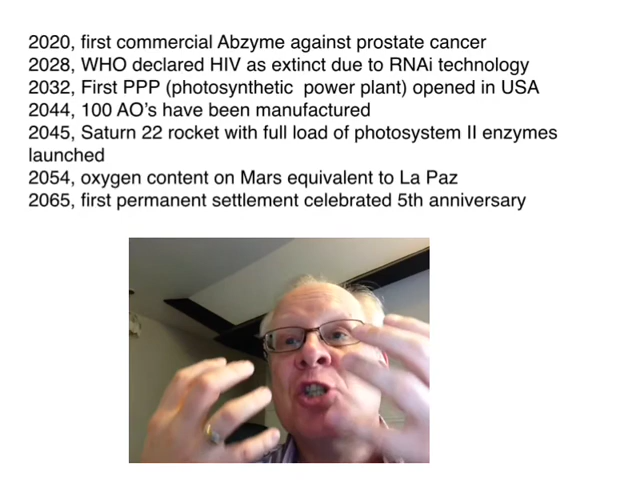 2020, first commercial Abzyme against prostate cancer
2028, WHO declared HIV as extinct due to RNAi technology
2032, First PPP (photosynthetic  power plant) opened in USA
2044, 100 AO's have been manufactured
2045, Saturn 22 rocket with full load of photosystem II enzymes
launched
2054, oxygen content on Mars equivalent to La Paz
2065, first permanent settlement celebrated 5th anniversary